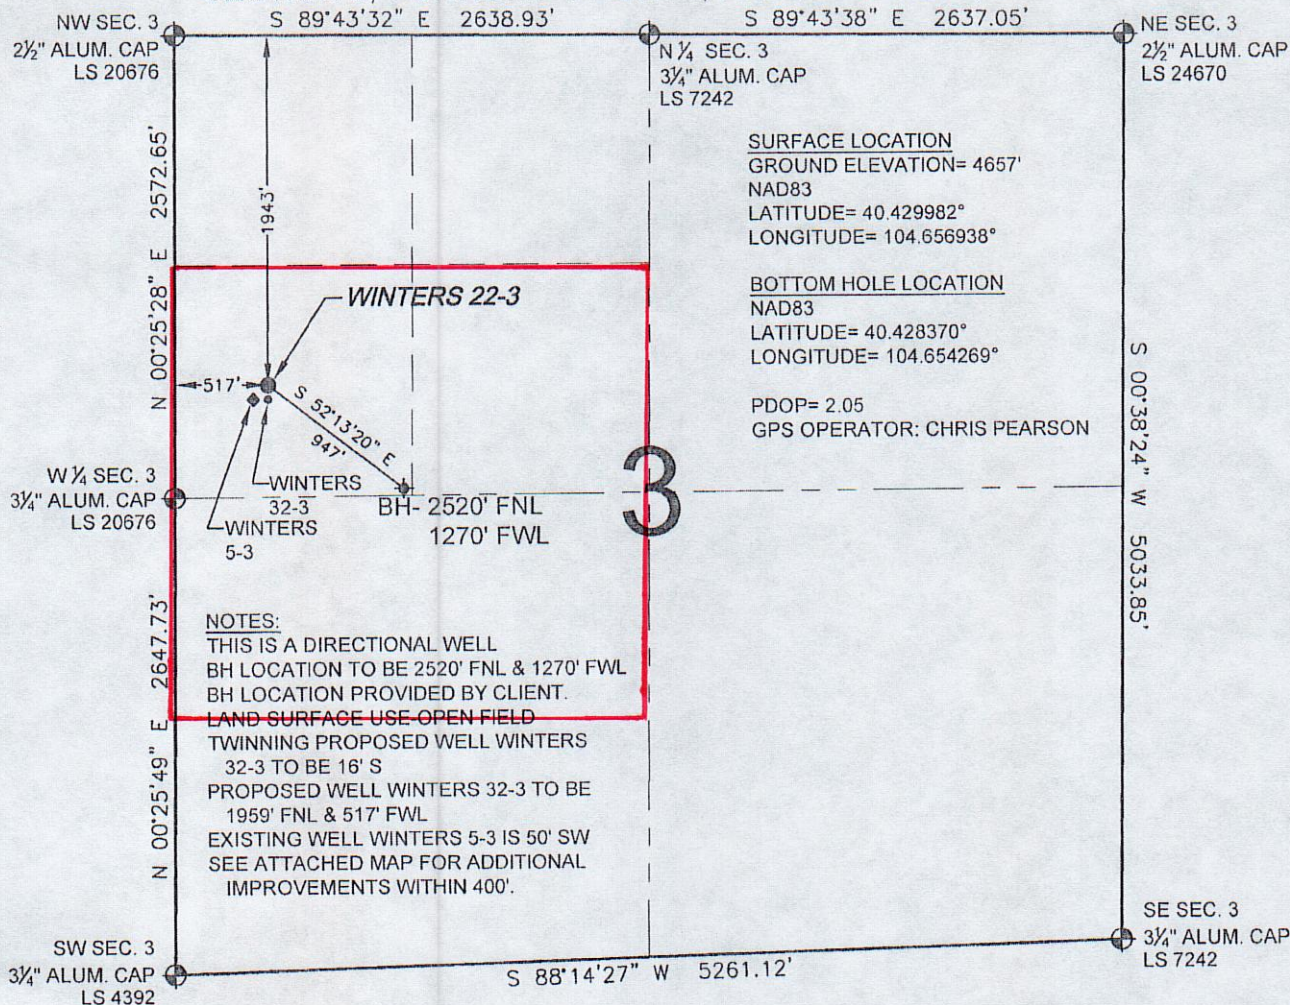 S 89°43'32" E 2638.93'
S 89°43'38" E 2637.05'
NW SEC. 3
2½" ALUM. CAP
LS 20676
N ¼ SEC. 3
3¼" ALUM. CAP
LS 7242
NE SEC. 3
2½" ALUM. CAP
LS 24670
SURFACE LOCATION
GROUND ELEVATION= 4657'
NAD83
LATITUDE= 40.429982°
LONGITUDE= 104.656938°
BOTTOM HOLE LOCATION
NAD83
LATITUDE= 40.428370°
LONGITUDE= 104.654269°
PDOP= 2.05
GPS OPERATOR: CHRIS PEARSON
N 00°25'28" E 2572.65'
1943'
WINTERS 22-3
517'
S 52°13'20" E
947'
WINTERS
32-3
WINTERS
5-3
BH- 2520' FNL
1270' FWL
3
S 00°38'24" W 5033.85'
W ¼ SEC. 3
3¼" ALUM. CAP
LS 20676
N 00°25'49" E 2647.73'
NOTES:
THIS IS A DIRECTIONAL WELL
BH LOCATION TO BE 2520' FNL & 1270' FWL
BH LOCATION PROVIDED BY CLIENT.
LAND SURFACE USE-OPEN FIELD
TWINNING PROPOSED WELL WINTERS
32-3 TO BE 16' S
PROPOSED WELL WINTERS 32-3 TO BE
1959' FNL & 517' FWL
EXISTING WELL WINTERS 5-3 IS 50' SW
SEE ATTACHED MAP FOR ADDITIONAL
IMPROVEMENTS WITHIN 400'.
SW SEC. 3
3¼" ALUM. CAP
LS 4392
S 88°14'27" W 5261.12'
SE SEC. 3
3¼" ALUM. CAP
LS 7242